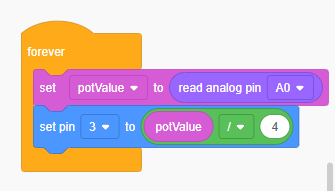 forever
set potValue to read analog pin A0
set pin 3 to potValue / 4